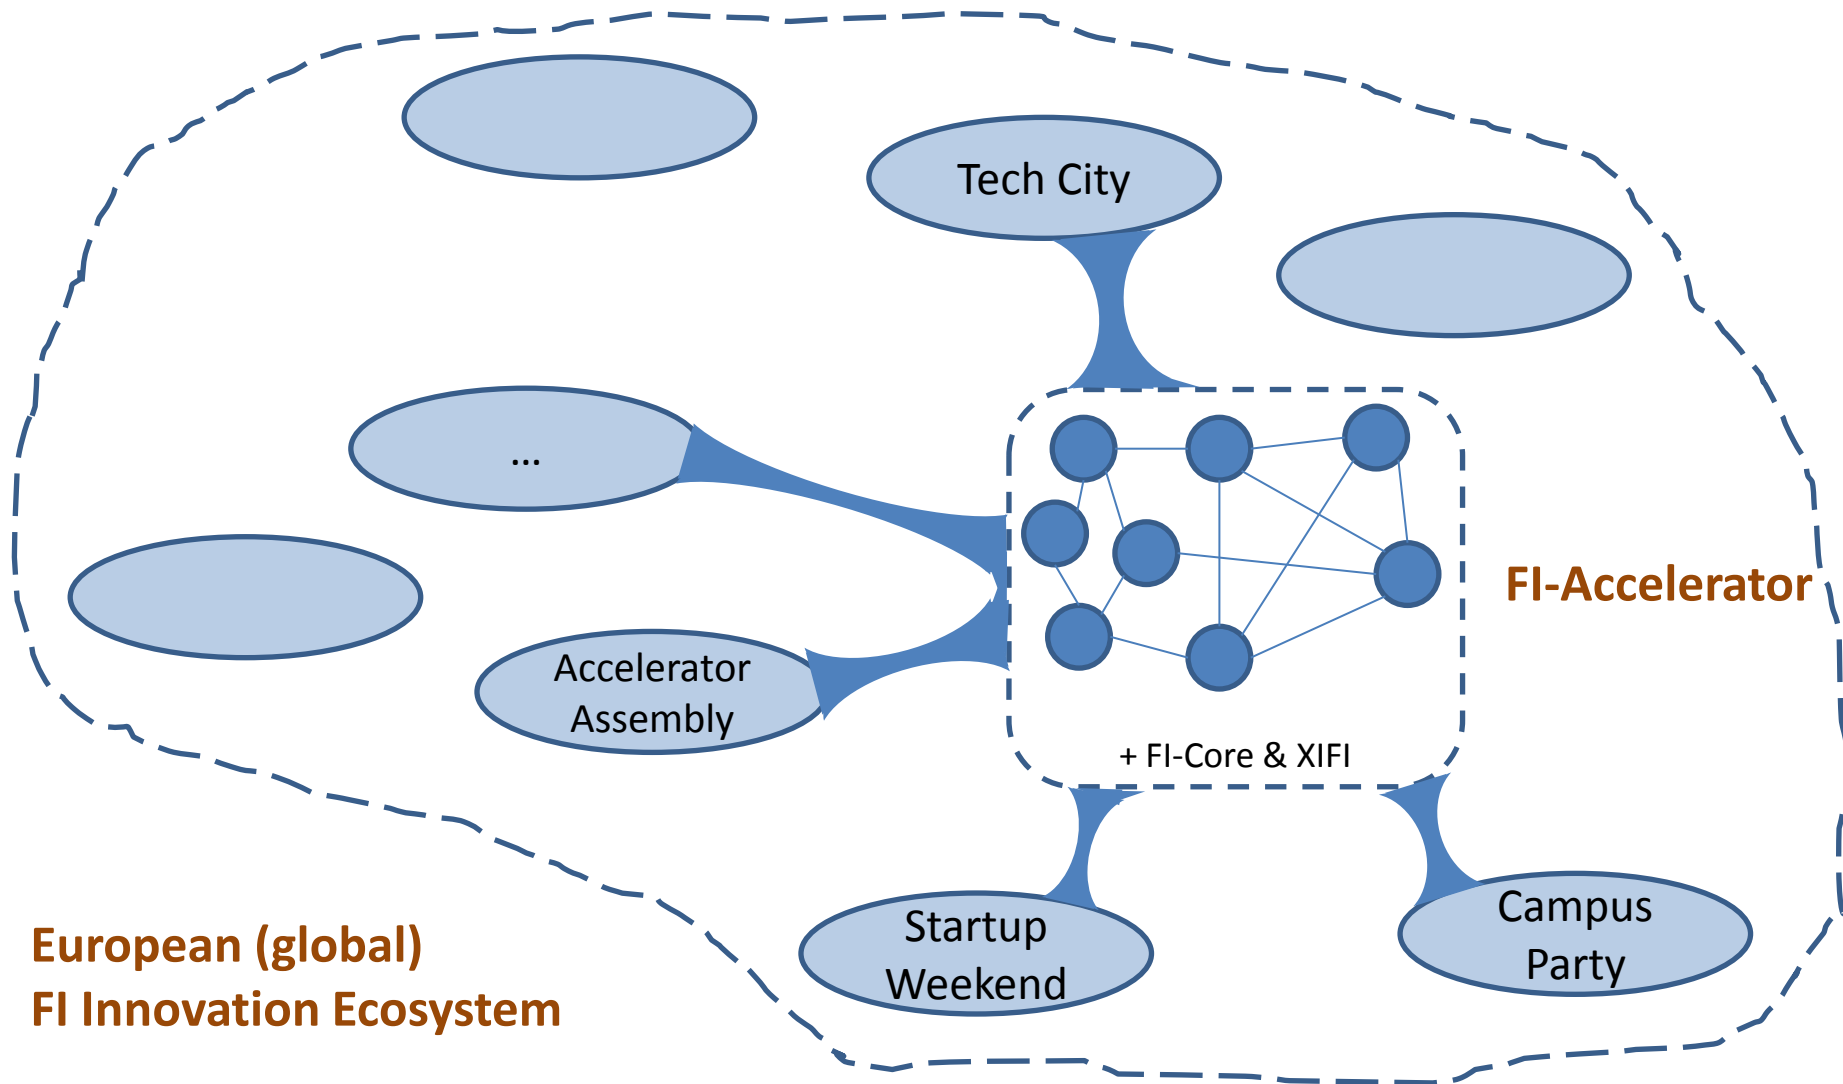 Tech City
...
FI-Accelerator
Accelerator
Assembly
+ FI-Core & XIFI
Startup
Weekend
Campus
Party
European (global)
FI Innovation Ecosystem